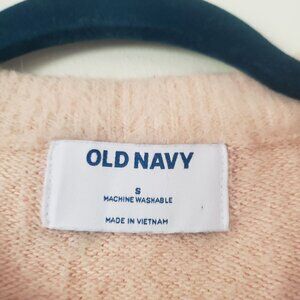 OLD NAVY
S
MACHINE WASHABLE
MADE IN VIETNAM